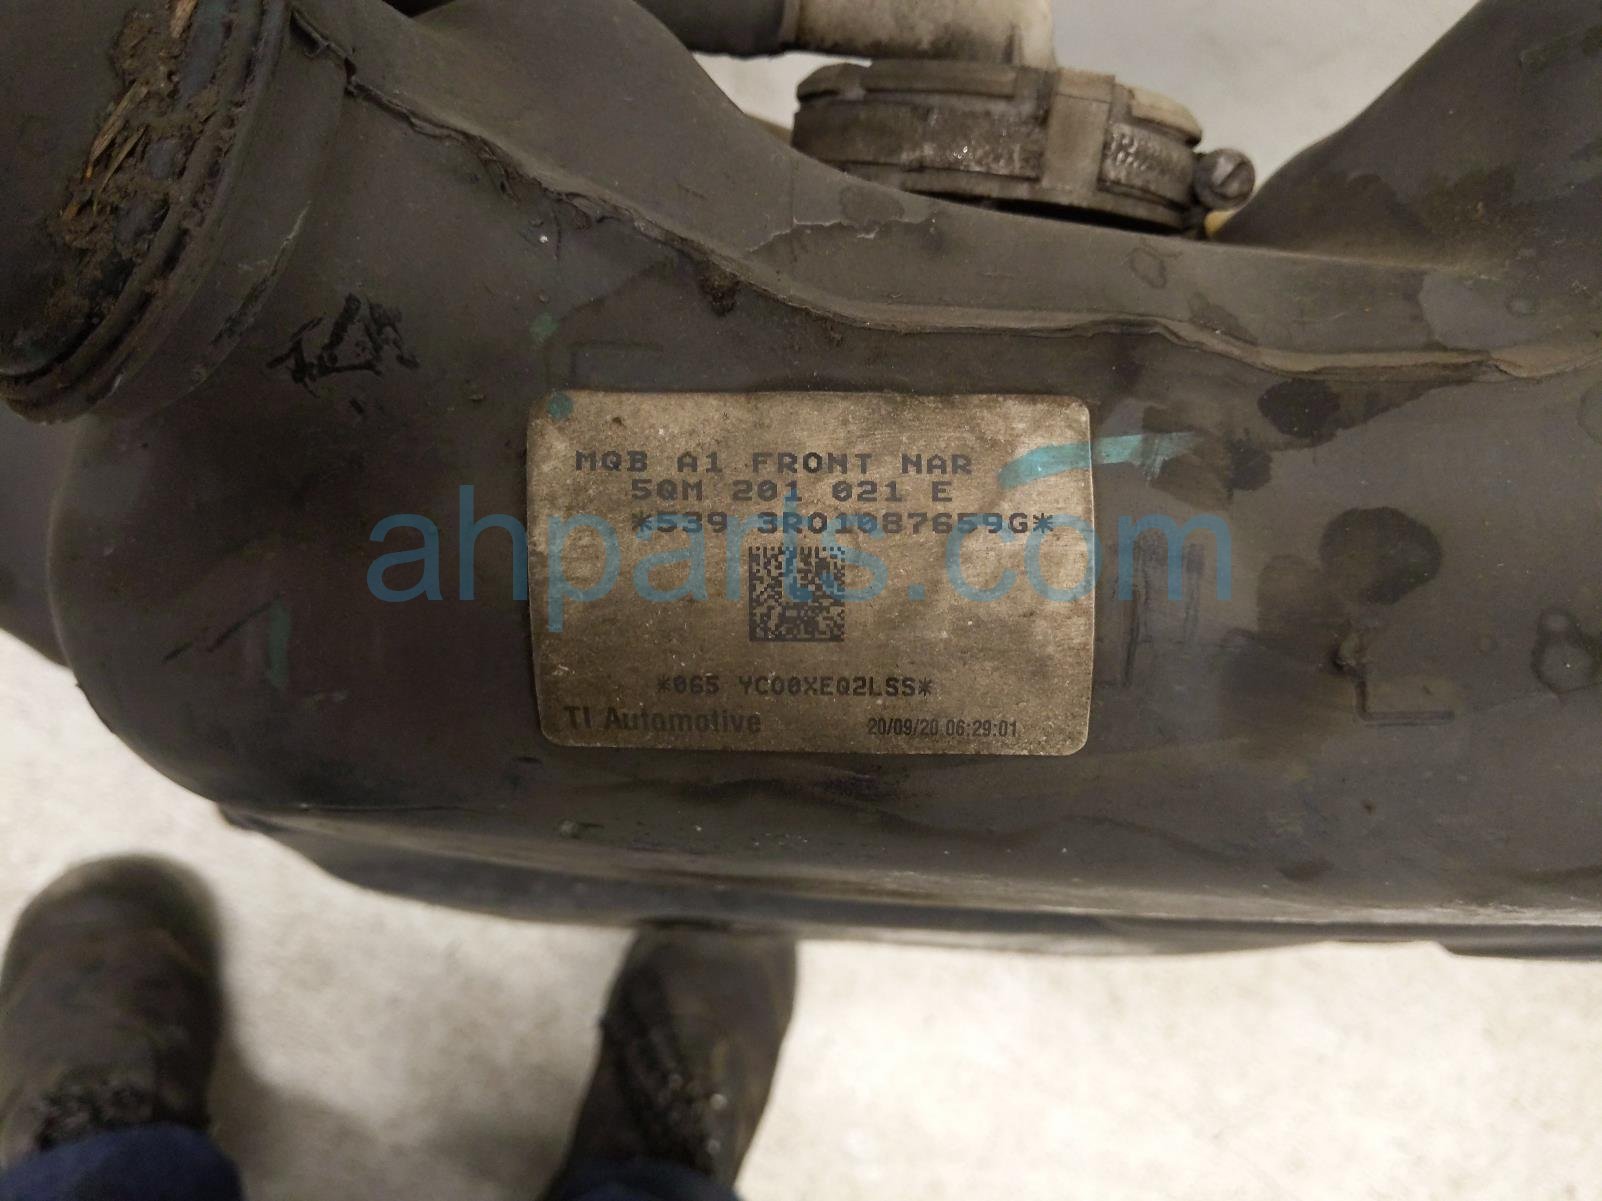 MQB A1 FRONT NAR
5QM 201 021 E
*539 3R01087659G*
ahparts.com
*065 YC00XEQ2LSS*
TI Automotive 20/09/20 06:29:01